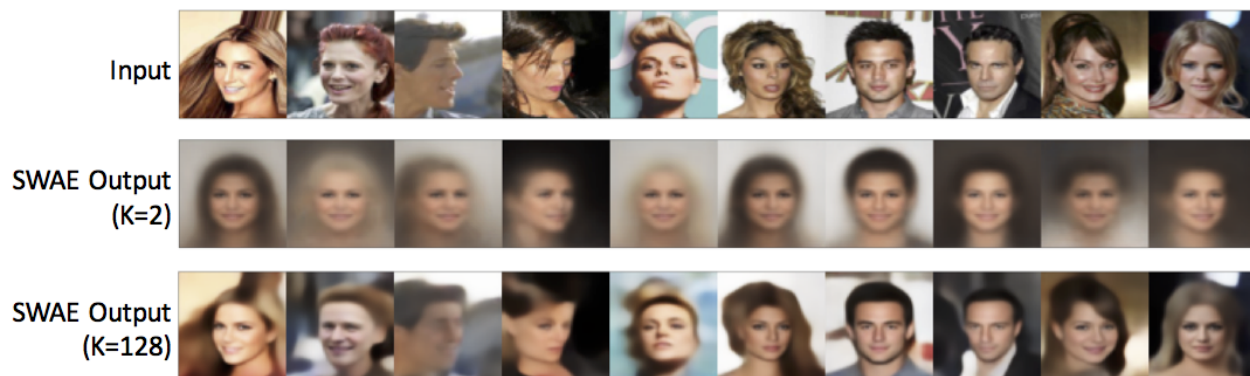 Input
SWAE Output
(K=2)
SWAE Output
(K=128)